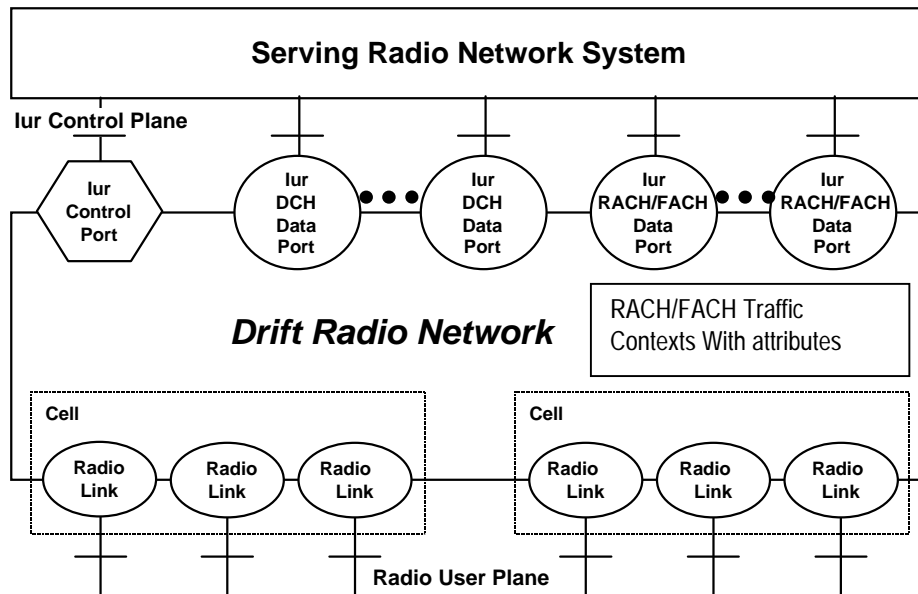 Serving Radio Network System
Iur Control Plane
Iur
Control
Port
Iur
DCH
Data
Port
Iur
DCH
Data
Port
Iur
RACH/FACH
Data
Port
Iur
RACH/FACH
Data
Port
Drift Radio Network
RACH/FACH Traffic
Contexts With attributes
Cell
Radio
Link
Radio
Link
Radio
Link
Cell
Radio
Link
Radio
Link
Radio
Link
Radio User Plane